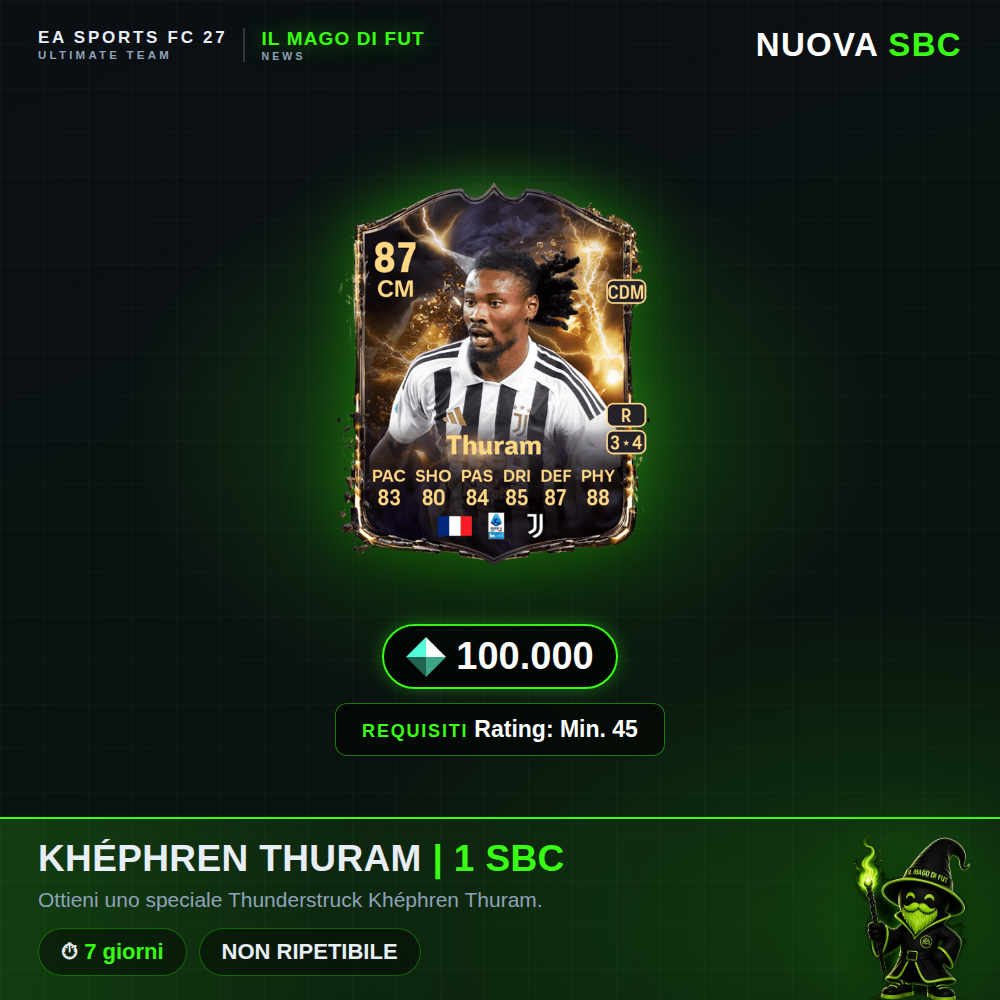 EA SPORTS FC 27
ULTIMATE TEAM
IL MAGO DI FUT
NEWS
NUOVA SBC
87
CM
CDM
R
3★4
Thuram
PAC SHO PAS DRI DEF PHY
83 80 84 85 87 88
100.000
REQUISITI Rating: Min. 45
KHÉPHREN THURAM | 1 SBC
Ottieni uno speciale Thunderstruck Khéphren Thuram.
⏱ 7 giorni
NON RIPETIBILE
IL MAGO DI FUT